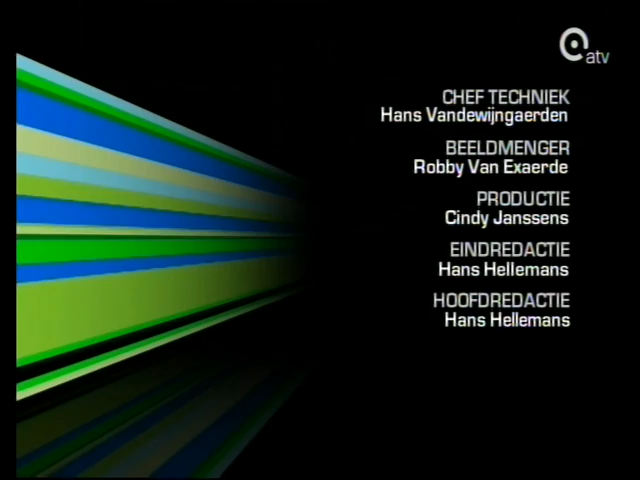 atv
CHEF TECHNIEK
Hans Vandewijngaerden
BEELDMENGER
Robby Van Exaerde
PRODUCTIE
Cindy Janssens
EINDREDACTIE
Hans Hellemans
HOOFDREDACTIE
Hans Hellemans